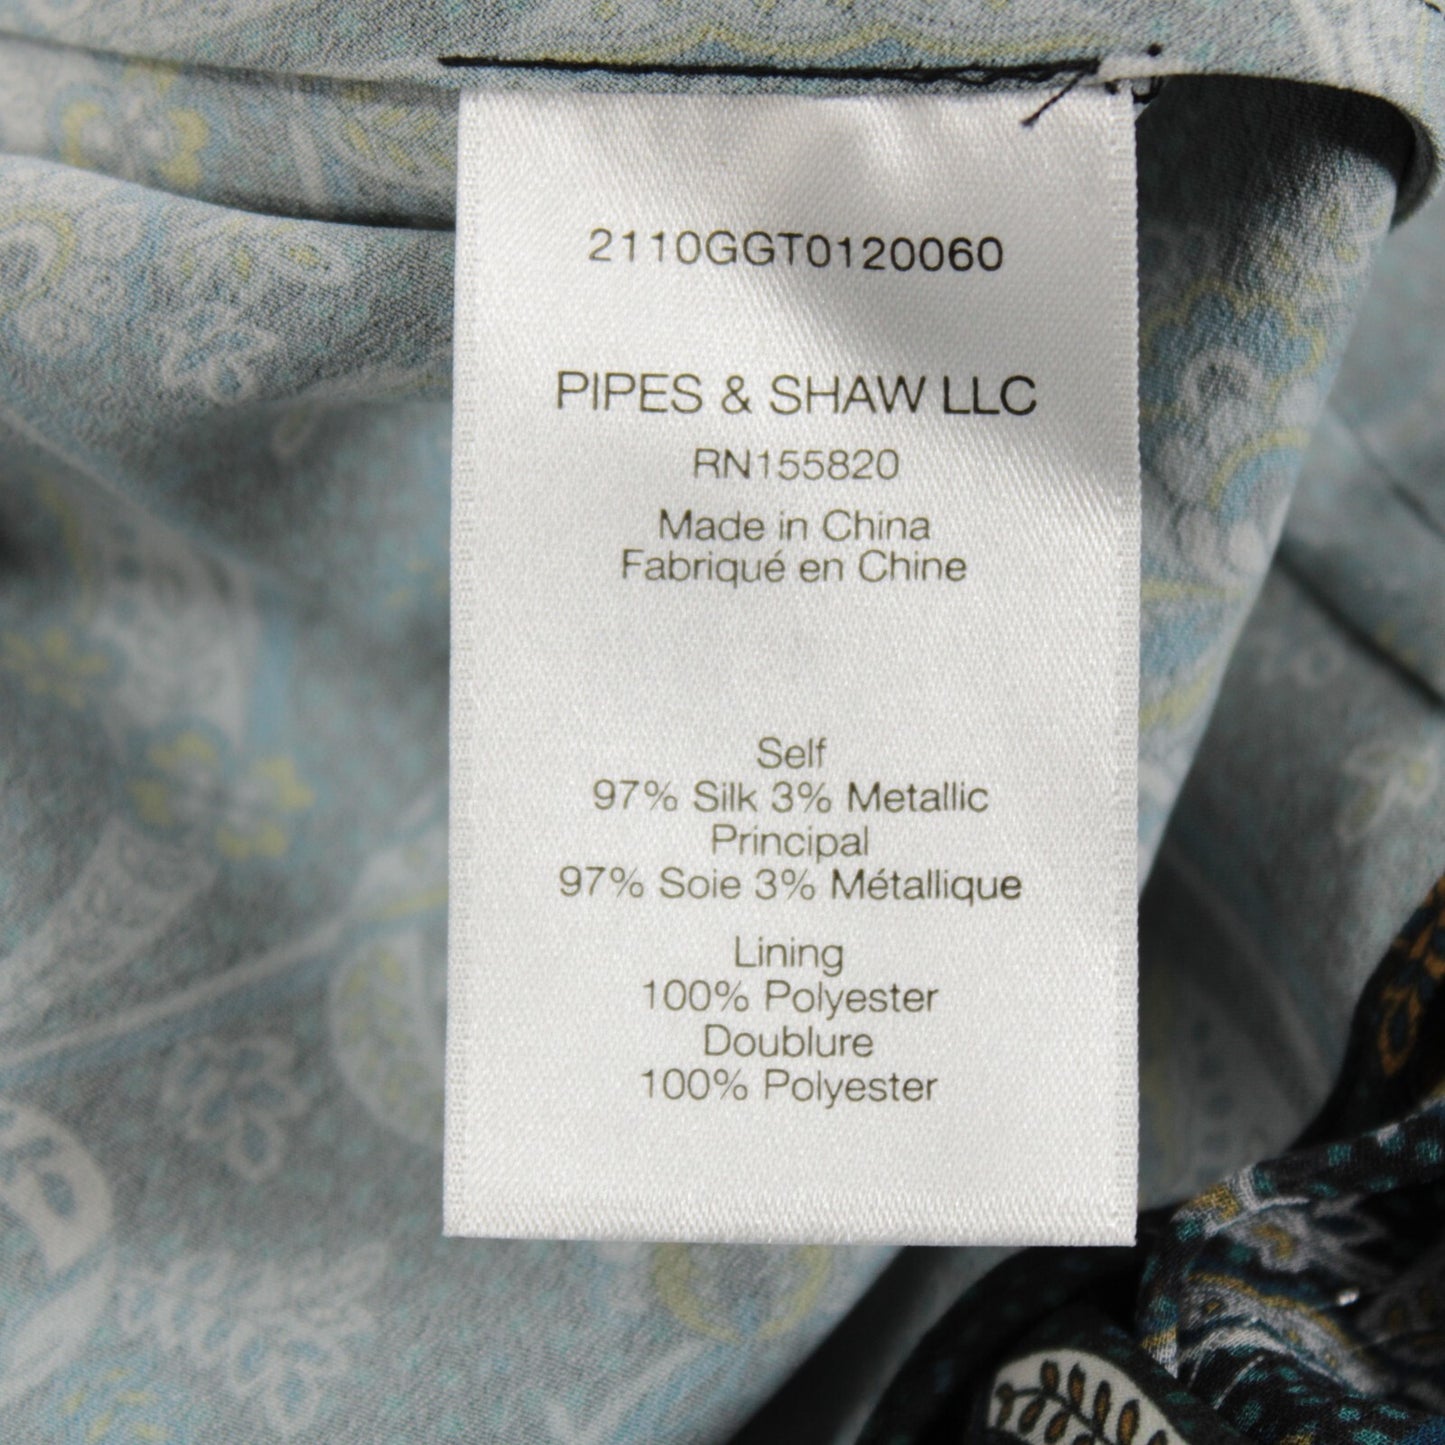 2110GGT0120060
PIPES & SHAW LLC
RN155820
Made in China
Fabriqué en Chine
Self
97% Silk 3% Metallic
Principal
97% Soie 3% Métallique
Lining
100% Polyester
Doublure
100% Polyester